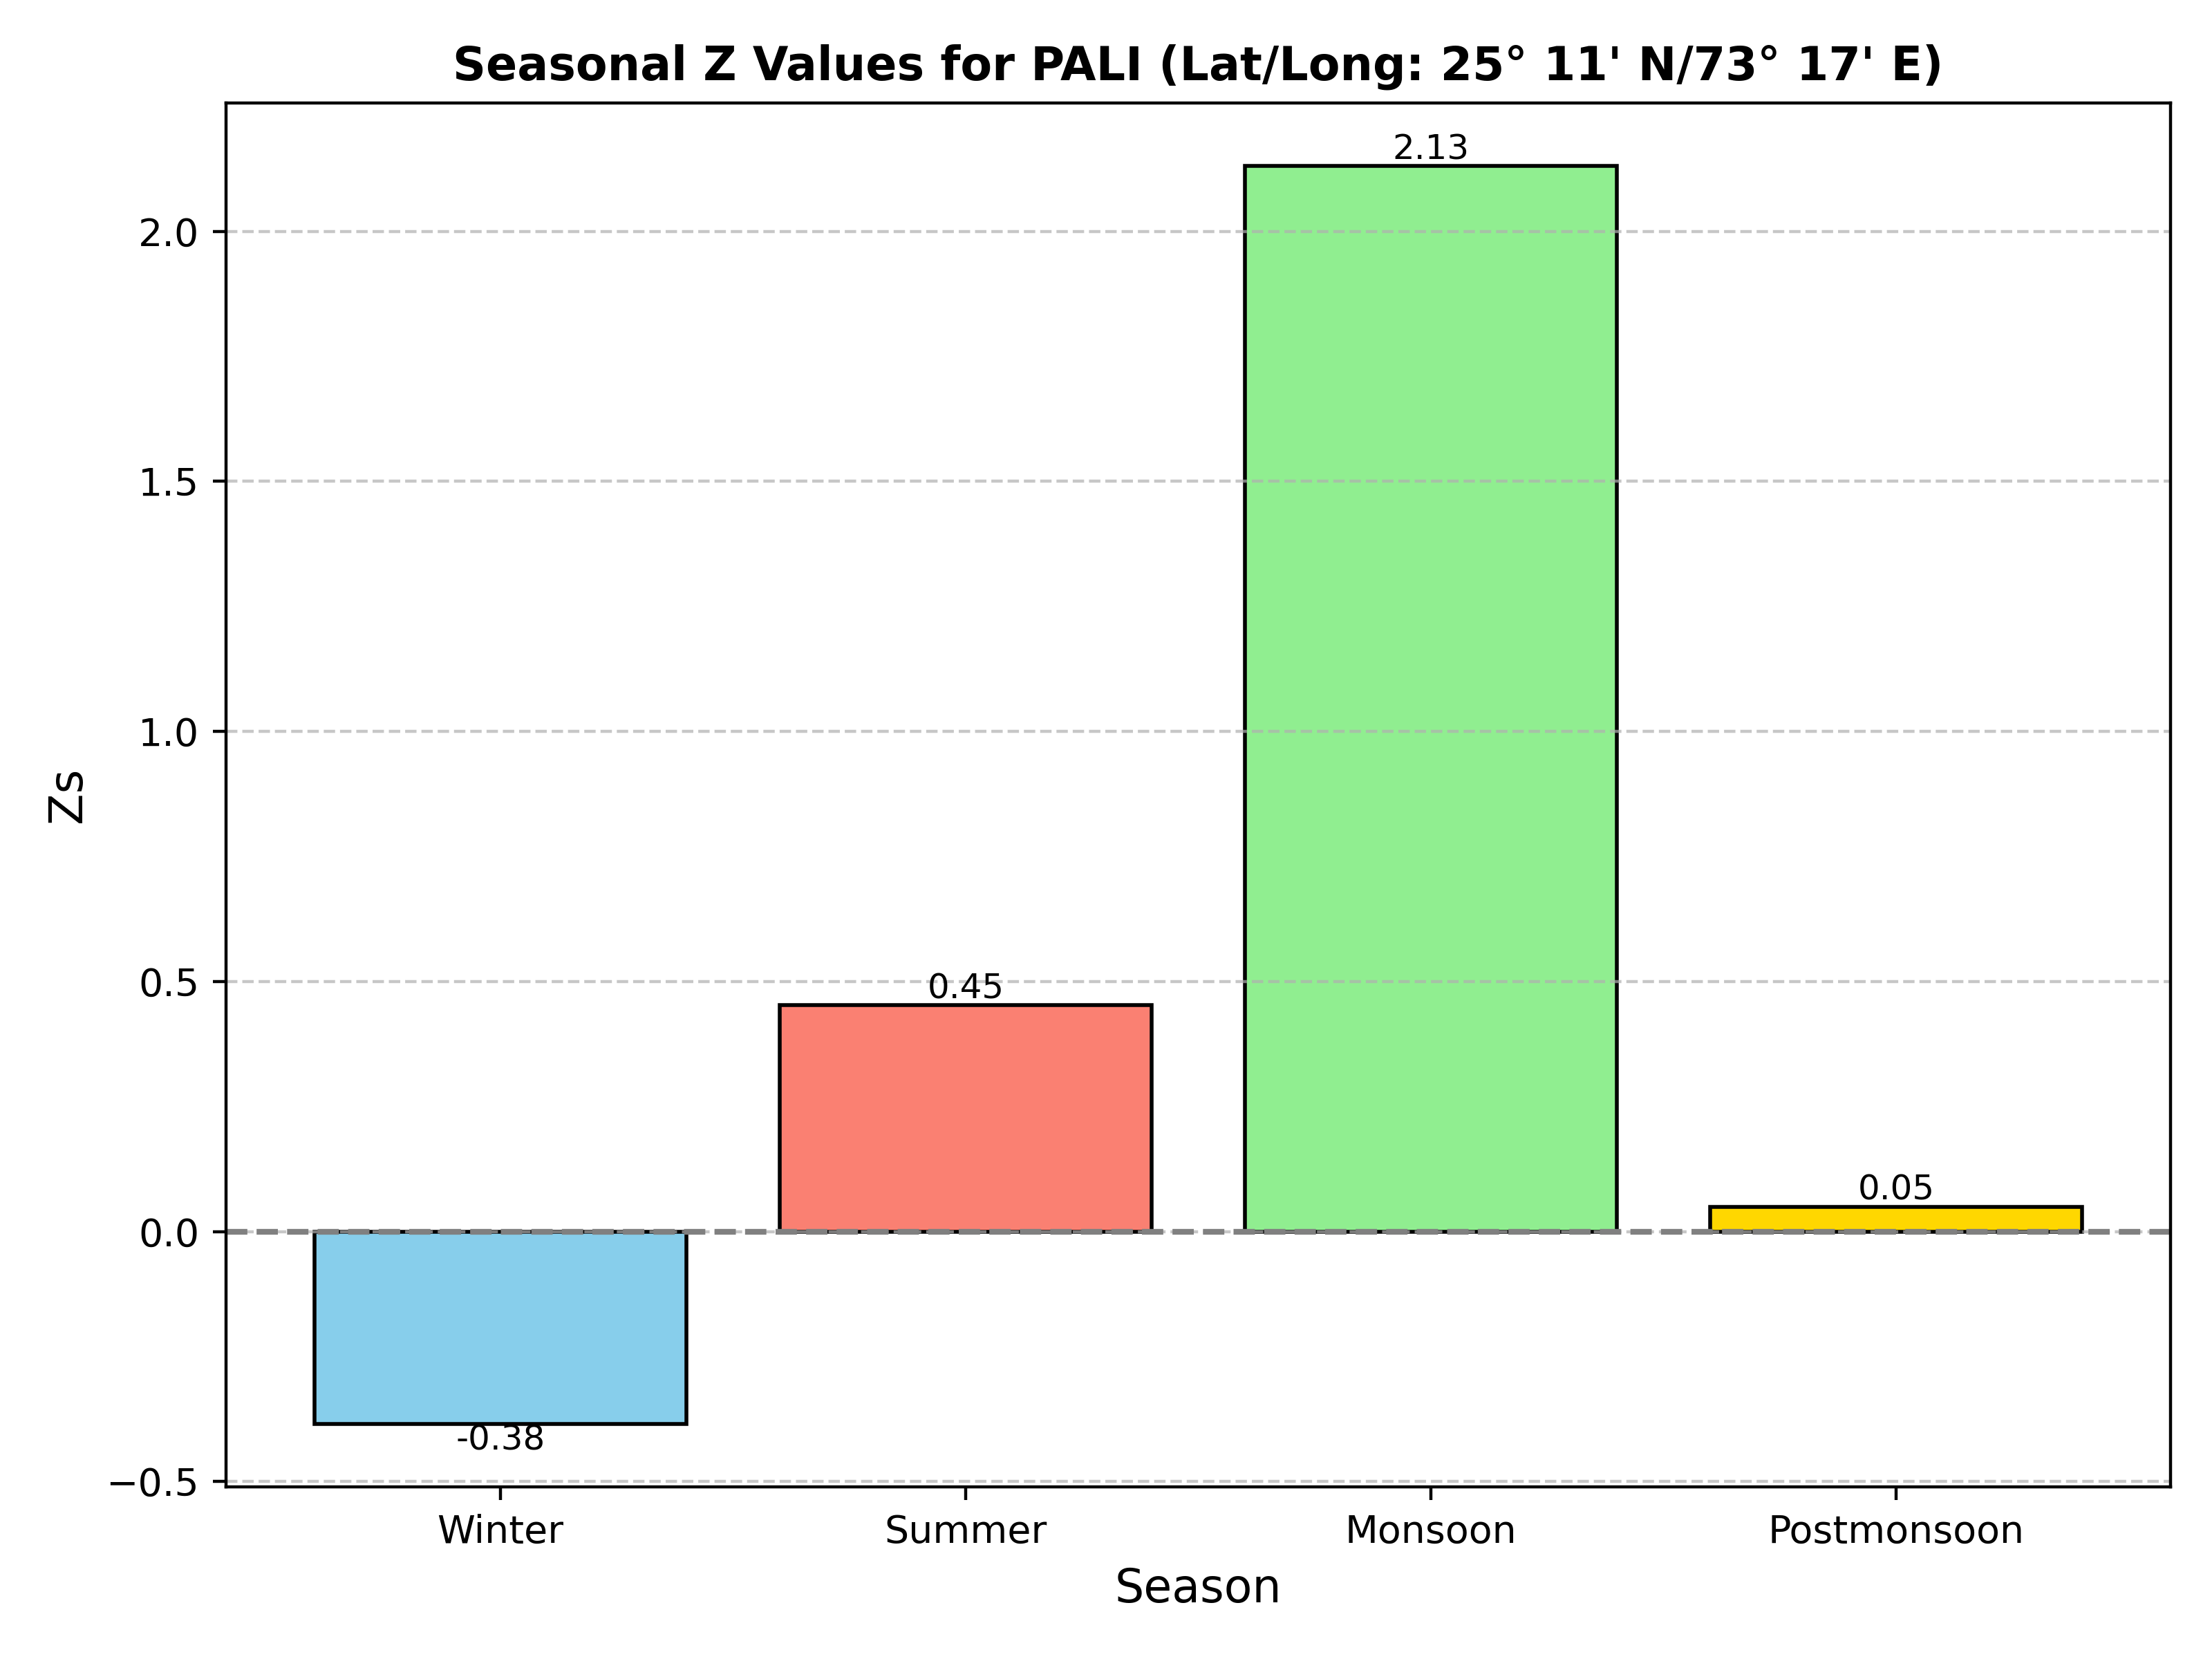 Seasonal Z Values for PALI (Lat/Long: 25° 11' N/73° 17' E)
2.13
2.0
1.5
1.0
Zs
0.5
0.45
0.05
0.0
-0.38
−0.5
Winter Summer Monsoon Postmonsoon
Season